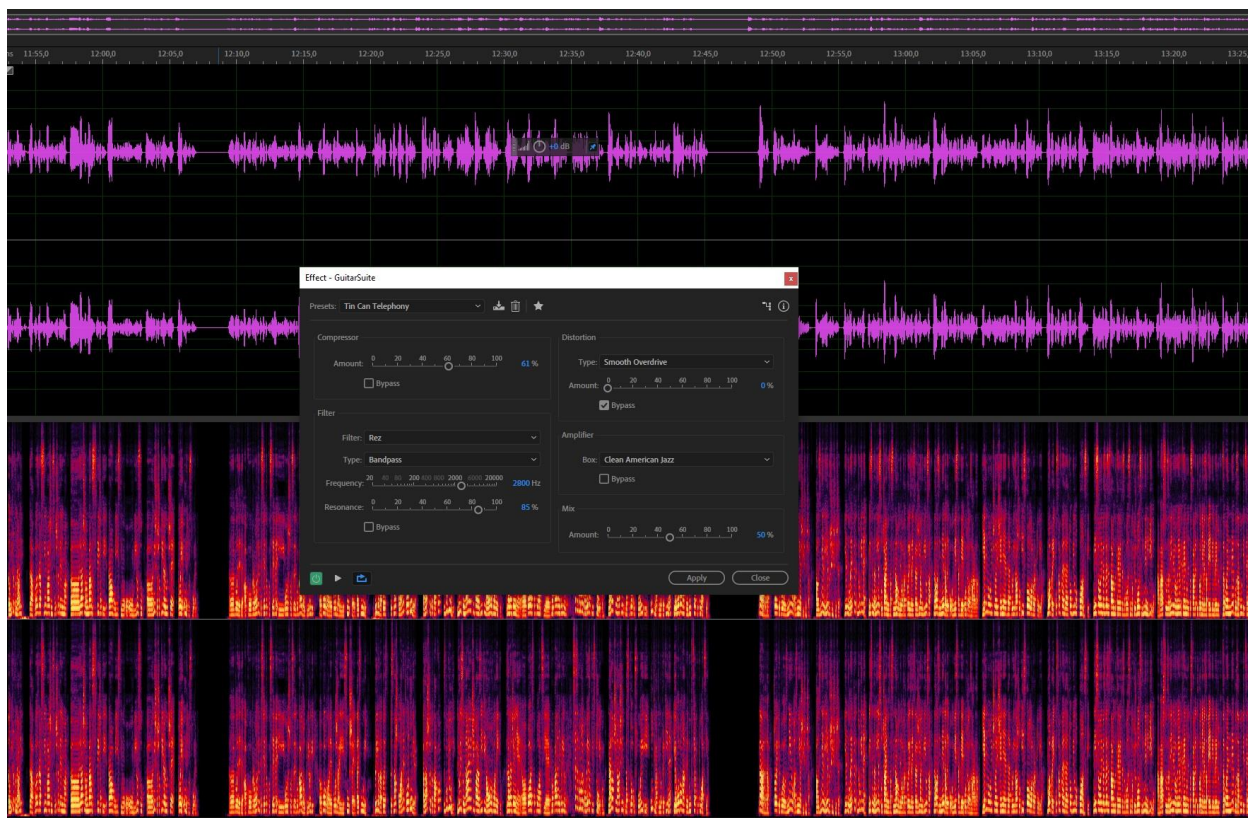 ms 11:55,0 12:00,0 12:05,0 12:10,0 12:15,0 12:20,0 12:25,0 12:30,0 12:35,0 12:40,0 12:45,0 12:50,0 12:55,0 13:00,0 13:05,0 13:10,0 13:15,0 13:20,0 13:25,
+0 dB
Effect - GuitarSuite
x
Presets: Tin Can Telephony
Compressor
0 20 40 60 80 100
Amount: 61 %
Bypass
Filter
Filter: Rez
Type: Bandpass
20 40 80 200 400 800 2000 6000 20000
Frequency: 2800 Hz
0 20 40 60 80 100
Resonance: 85 %
Bypass
Distortion
Type: Smooth Overdrive
0 20 40 60 80 100
Amount: 0 %
Bypass
Amplifier
Box: Clean American Jazz
Bypass
Mix
0 20 40 60 80 100
Amount: 50 %
Apply Close